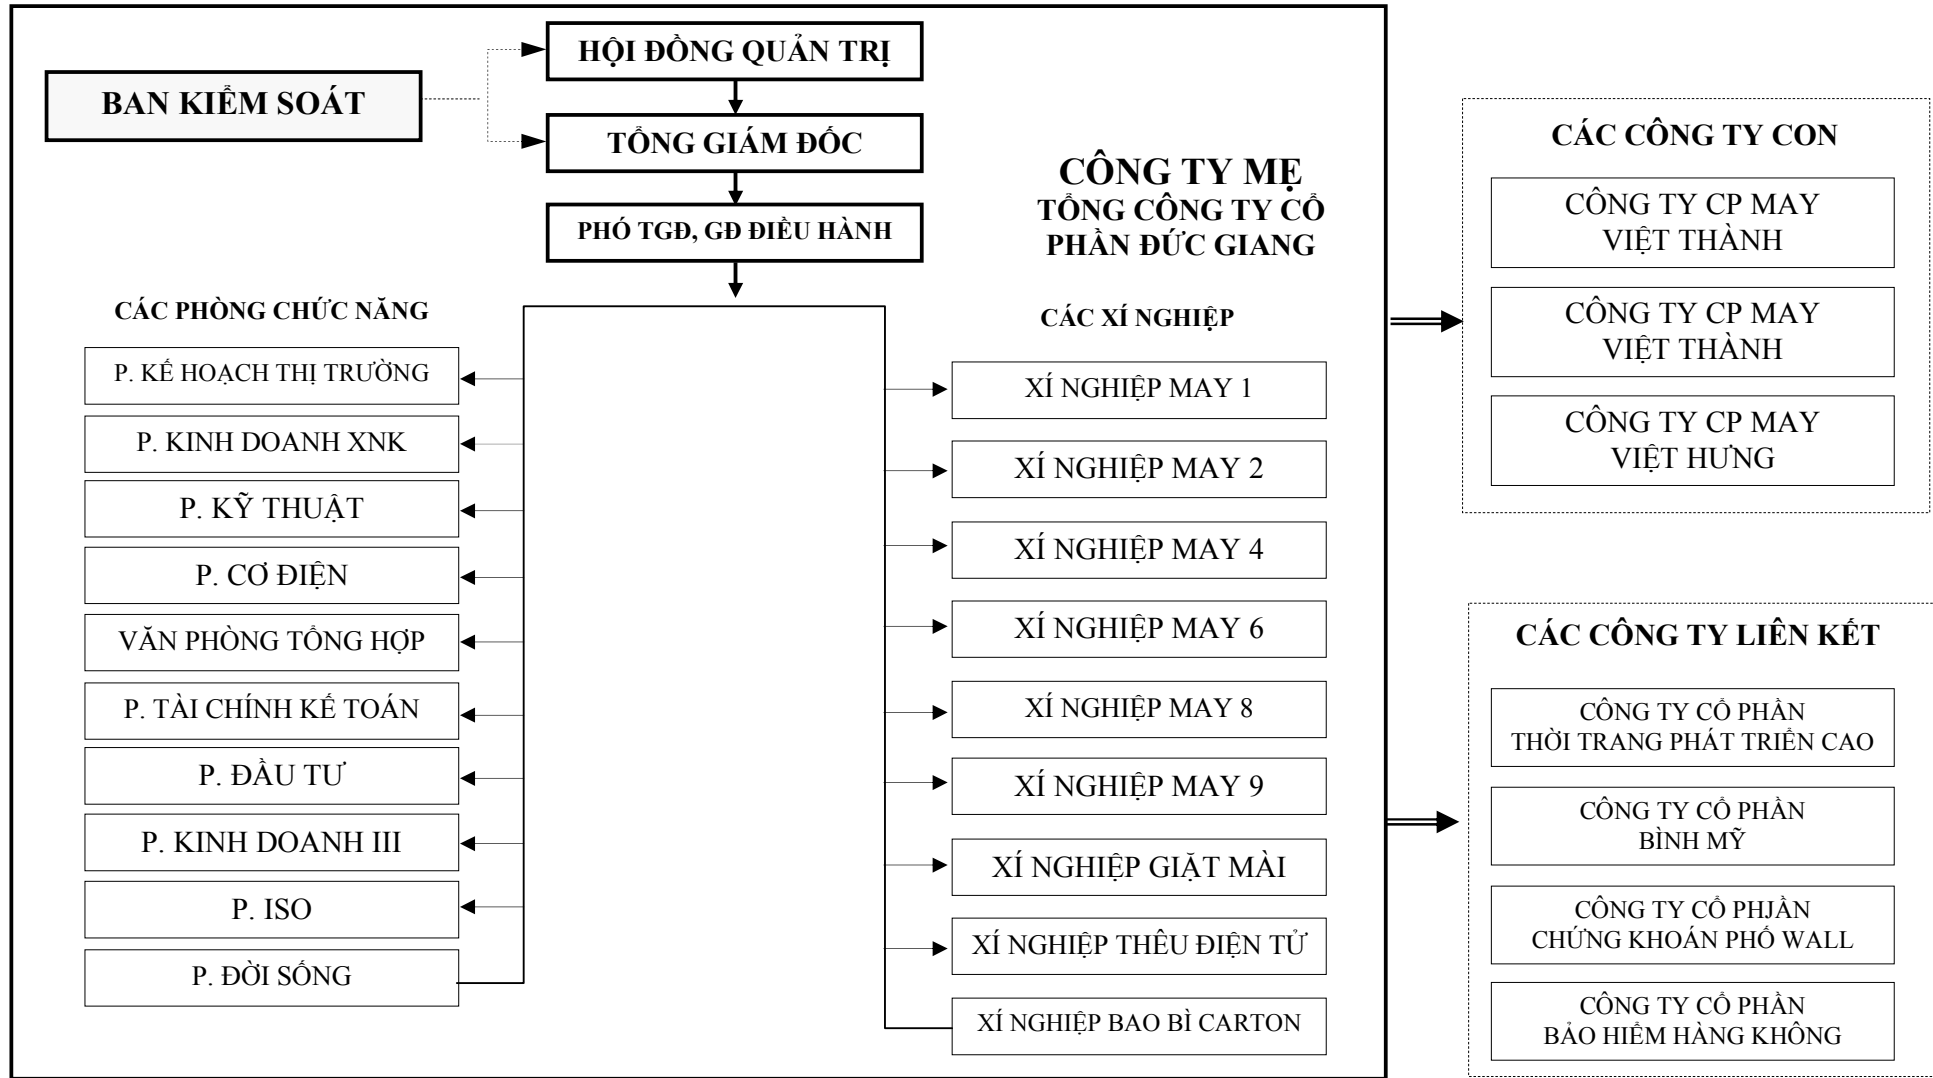 HỘI ĐỒNG QUẢN TRỊ
BAN KIỂM SOÁT
TỔNG GIÁM ĐỐC
PHÓ TGĐ, GĐ ĐIỀU HÀNH
CÔNG TY MẸ
TỔNG CÔNG TY CỔ
PHẦN ĐỨC GIANG
CÁC PHÒNG CHỨC NĂNG
P. KẾ HOẠCH THỊ TRƯỜNG
P. KINH DOANH XNK
P. KỸ THUẬT
P. CƠ ĐIỆN
VĂN PHÒNG TỔNG HỢP
P. TÀI CHÍNH KẾ TOÁN
P. ĐẦU TƯ
P. KINH DOANH III
P. ISO
P. ĐỜI SỐNG
CÁC XÍ NGHIỆP
XÍ NGHIỆP MAY 1
XÍ NGHIỆP MAY 2
XÍ NGHIỆP MAY 4
XÍ NGHIỆP MAY 6
XÍ NGHIỆP MAY 8
XÍ NGHIỆP MAY 9
XÍ NGHIỆP GIẶT MÀI
XÍ NGHIỆP THÊU ĐIỆN TỬ
XÍ NGHIỆP BAO BÌ CARTON
CÁC CÔNG TY CON
CÔNG TY CP MAY
VIỆT THÀNH
CÔNG TY CP MAY
VIỆT THÀNH
CÔNG TY CP MAY
VIỆT HƯNG
CÁC CÔNG TY LIÊN KẾT
CÔNG TY CỔ PHẦN
THỜI TRANG PHÁT TRIỂN CAO
CÔNG TY CỔ PHẦN
BÌNH MỸ
CÔNG TY CỔ PHJẦN
CHỨNG KHOÁN PHỐ WALL
CÔNG TY CỔ PHẦN
BẢO HIỂM HÀNG KHÔNG